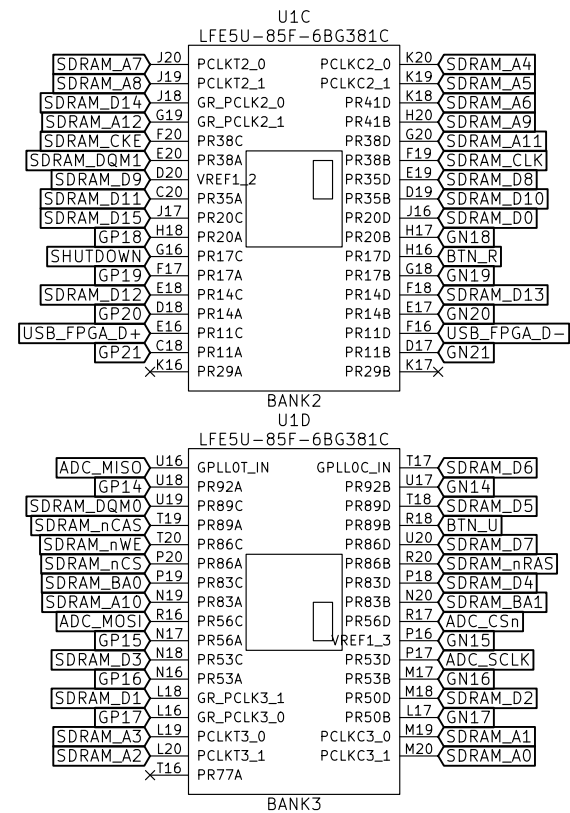 U1C
LFE5U-85F-6BG381C
SDRAM_A7 J20 PCLKT2_0 PCLKC2_0 K20 SDRAM_A4
SDRAM_A8 J19 PCLKT2_1 PCLKC2_1 K19 SDRAM_A5
SDRAM_D14 J18 GR_PCLK2_0 PR41D K18 SDRAM_A6
SDRAM_A12 G19 GR_PCLK2_1 PR41B H20 SDRAM_A9
SDRAM_CKE F20 PR38C PR38D G20 SDRAM_A11
SDRAM_DQM1 E20 PR38A PR38B F19 SDRAM_CLK
SDRAM_D9 D20 VREF1_2 PR35D E19 SDRAM_D8
SDRAM_D11 C20 PR35A PR35B D19 SDRAM_D10
SDRAM_D15 J17 PR20C PR20D J16 SDRAM_D0
GP18 H18 PR20A PR20B H17 GN18
SHUTDOWN G16 PR17C PR17D H16 BTN_R
GP19 F17 PR17A PR17B G18 GN19
SDRAM_D12 E18 PR14C PR14D F18 SDRAM_D13
GP20 D18 PR14A PR14B E17 GN20
USB_FPGA_D+ E16 PR11C PR11D F16 USB_FPGA_D-
GP21 C18 PR11A PR11B D17 GN21
K16 PR29A PR29B K17
BANK2
U1D
LFE5U-85F-6BG381C
ADC_MISO U16 GPLL0T_IN GPLL0C_IN T17 SDRAM_D6
GP14 U18 PR92A PR92B U17 GN14
SDRAM_DQM0 U19 PR89C PR89D T18 SDRAM_D5
SDRAM_nCAS T19 PR89A PR89B R18 BTN_U
SDRAM_nWE T20 PR86C PR86D U20 SDRAM_D7
SDRAM_nCS P20 PR86A PR86B R20 SDRAM_nRAS
SDRAM_BA0 P19 PR83C PR83D P18 SDRAM_D4
SDRAM_A10 N19 PR83A PR83B N20 SDRAM_BA1
ADC_MOSI R16 PR56C PR56D R17 ADC_CSn
GP15 N17 PR56A VREF1_3 P16 GN15
SDRAM_D3 N18 PR53C PR53D P17 ADC_SCLK
GP16 N16 PR53A PR53B M17 GN16
SDRAM_D1 L18 GR_PCLK3_1 PR50D M18 SDRAM_D2
GP17 L16 GR_PCLK3_0 PR50B L17 GN17
SDRAM_A3 L19 PCLKT3_0 PCLKC3_0 M19 SDRAM_A1
SDRAM_A2 L20 PCLKT3_1 PCLKC3_1 M20 SDRAM_A0
T16 PR77A
BANK3